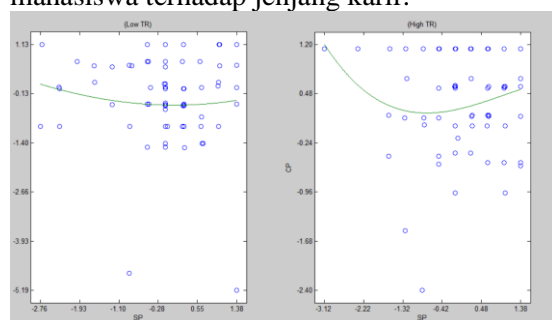 mahasiswa terhadap jenjang karir.
(Low TR)
1.13
-0.13
-1.40
-2.66
-3.93
-5.19
-2.76 -1.93 -1.10 -0.28 0.55 1.38
SP
(High TR)
CP
1.20
0.48
-0.24
-0.96
-1.68
-2.40
-3.12 -2.22 -1.32 -0.42 0.48 1.38
SP